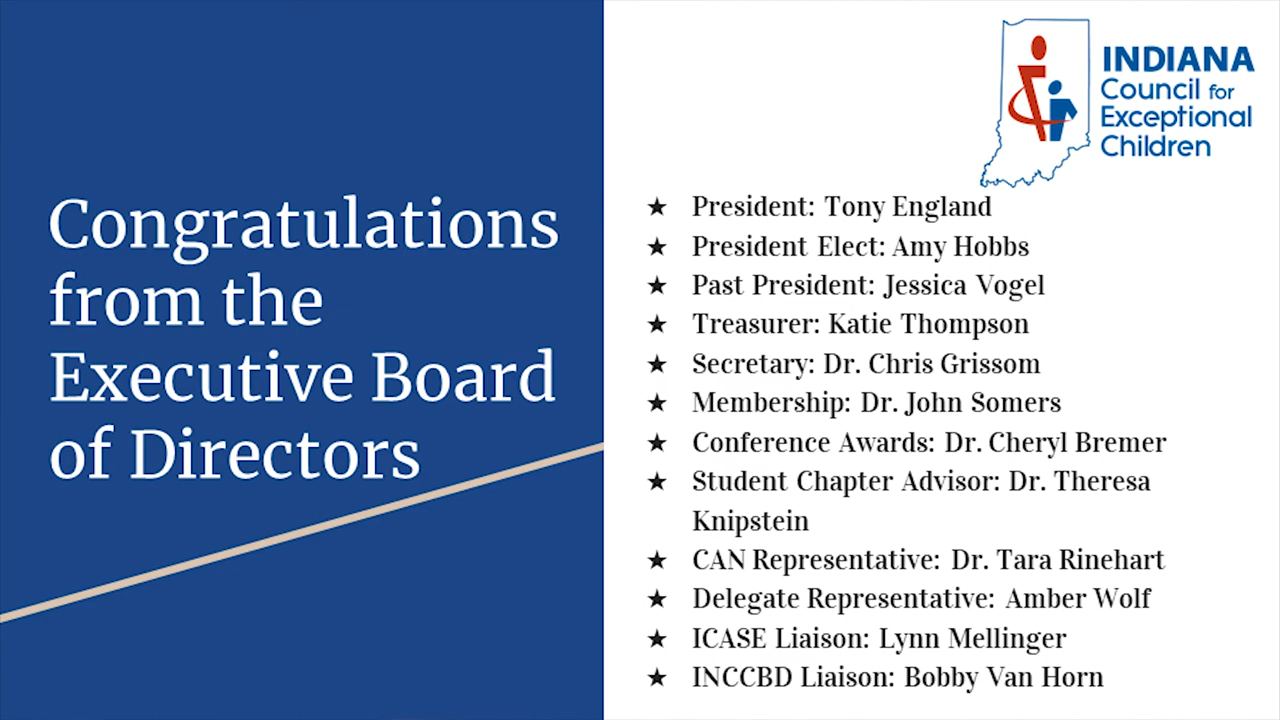 Congratulations
from the
Executive Board
of Directors
INDIANA
Council for
Exceptional
Children
★ President: Tony England
★ President Elect: Amy Hobbs
★ Past President: Jessica Vogel
★ Treasurer: Katie Thompson
★ Secretary: Dr. Chris Grissom
★ Membership: Dr. John Somers
★ Conference Awards: Dr. Cheryl Bremer
★ Student Chapter Advisor: Dr. Theresa
Knipstein
★ CAN Representative: Dr. Tara Rinehart
★ Delegate Representative: Amber Wolf
★ ICASE Liaison: Lynn Mellinger
★ INCCBD Liaison: Bobby Van Horn